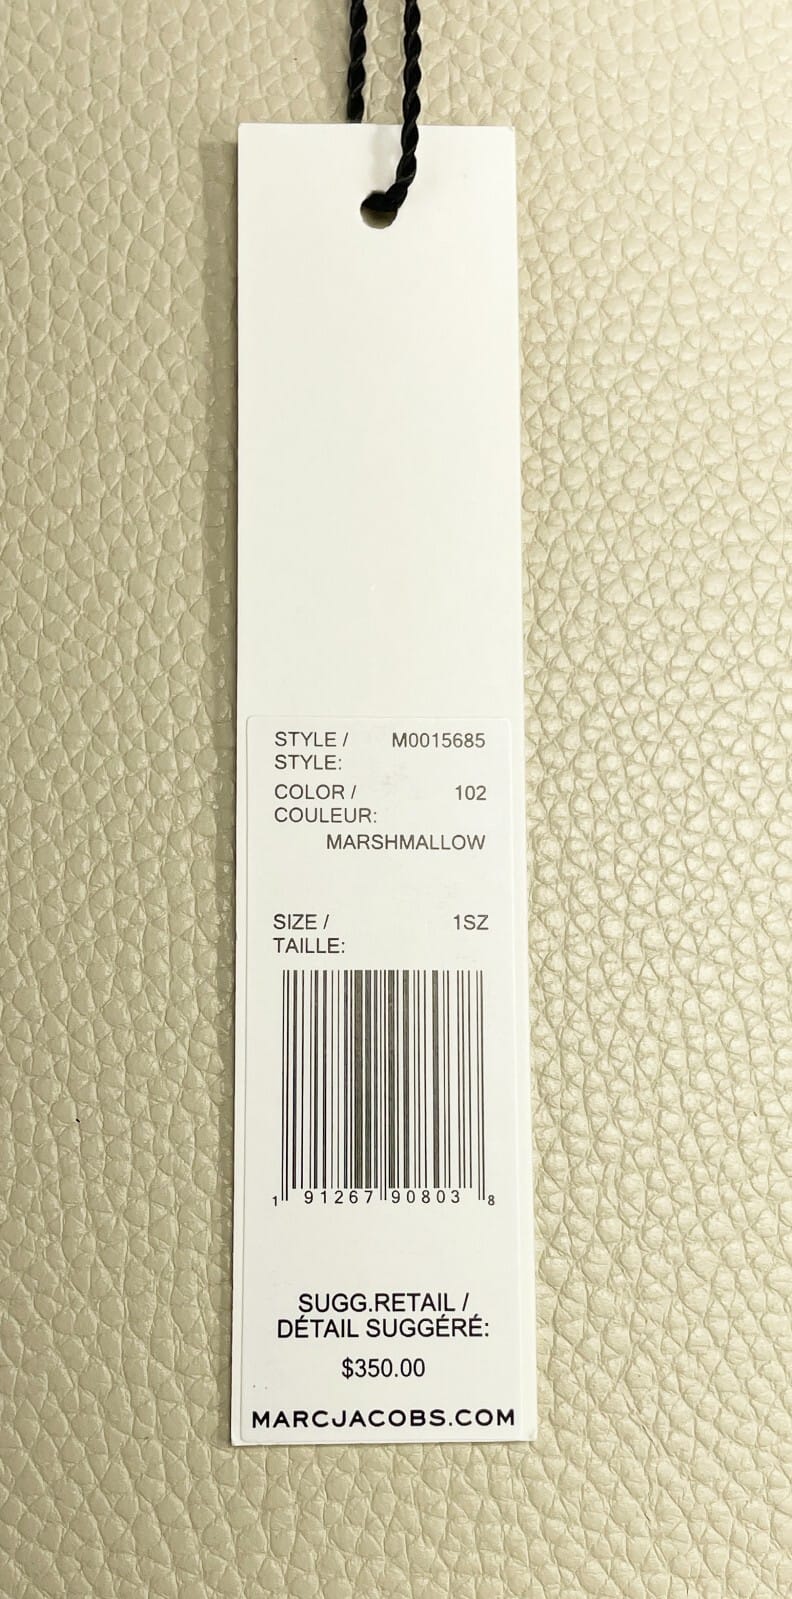 STYLE / M0015685
STYLE:
COLOR / 102
COULEUR:
MARSHMALLOW
SIZE / 1SZ
TAILLE:
1 91267 90803 8
SUGG.RETAIL /
DÉTAIL SUGGÉRÉ:
$350.00
MARCJACOBS.COM